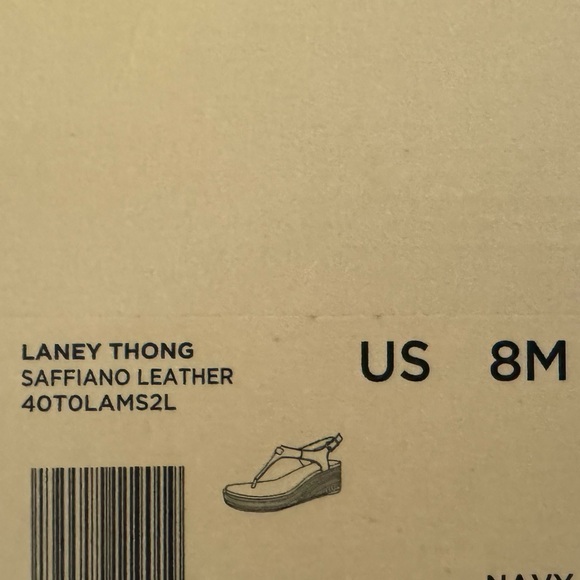 LANEY THONG
SAFFIANO LEATHER
40T0LAMS2L
US 8M
NAVY